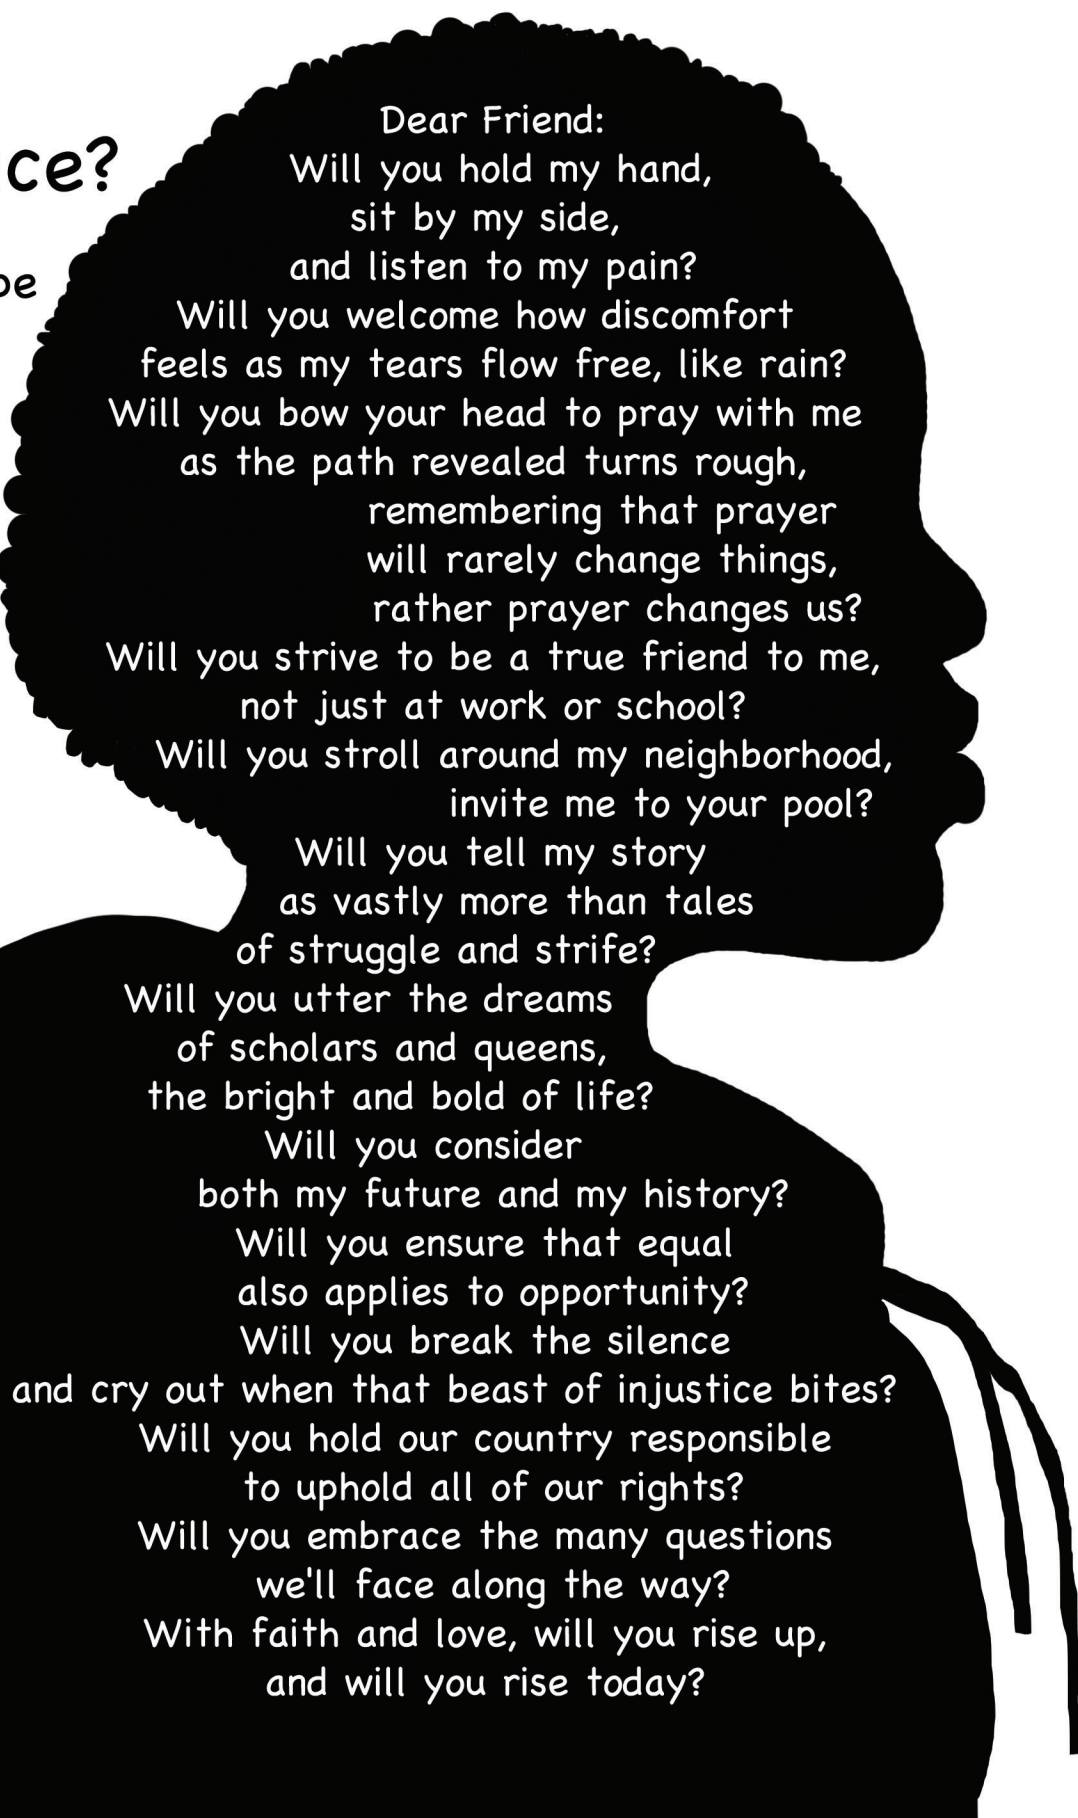 ce?
be
Dear Friend:
Will you hold my hand,
sit by my side,
and listen to my pain?
Will you welcome how discomfort
feels as my tears flow free, like rain?
Will you bow your head to pray with me
as the path revealed turns rough,
remembering that prayer
will rarely change things,
rather prayer changes us?
Will you strive to be a true friend to me,
not just at work or school?
Will you stroll around my neighborhood,
invite me to your pool?
Will you tell my story
as vastly more than tales
of struggle and strife?
Will you utter the dreams
of scholars and queens,
the bright and bold of life?
Will you consider
both my future and my history?
Will you ensure that equal
also applies to opportunity?
Will you break the silence
and cry out when that beast of injustice bites?
Will you hold our country responsible
to uphold all of our rights?
Will you embrace the many questions
we'll face along the way?
With faith and love, will you rise up,
and will you rise today?